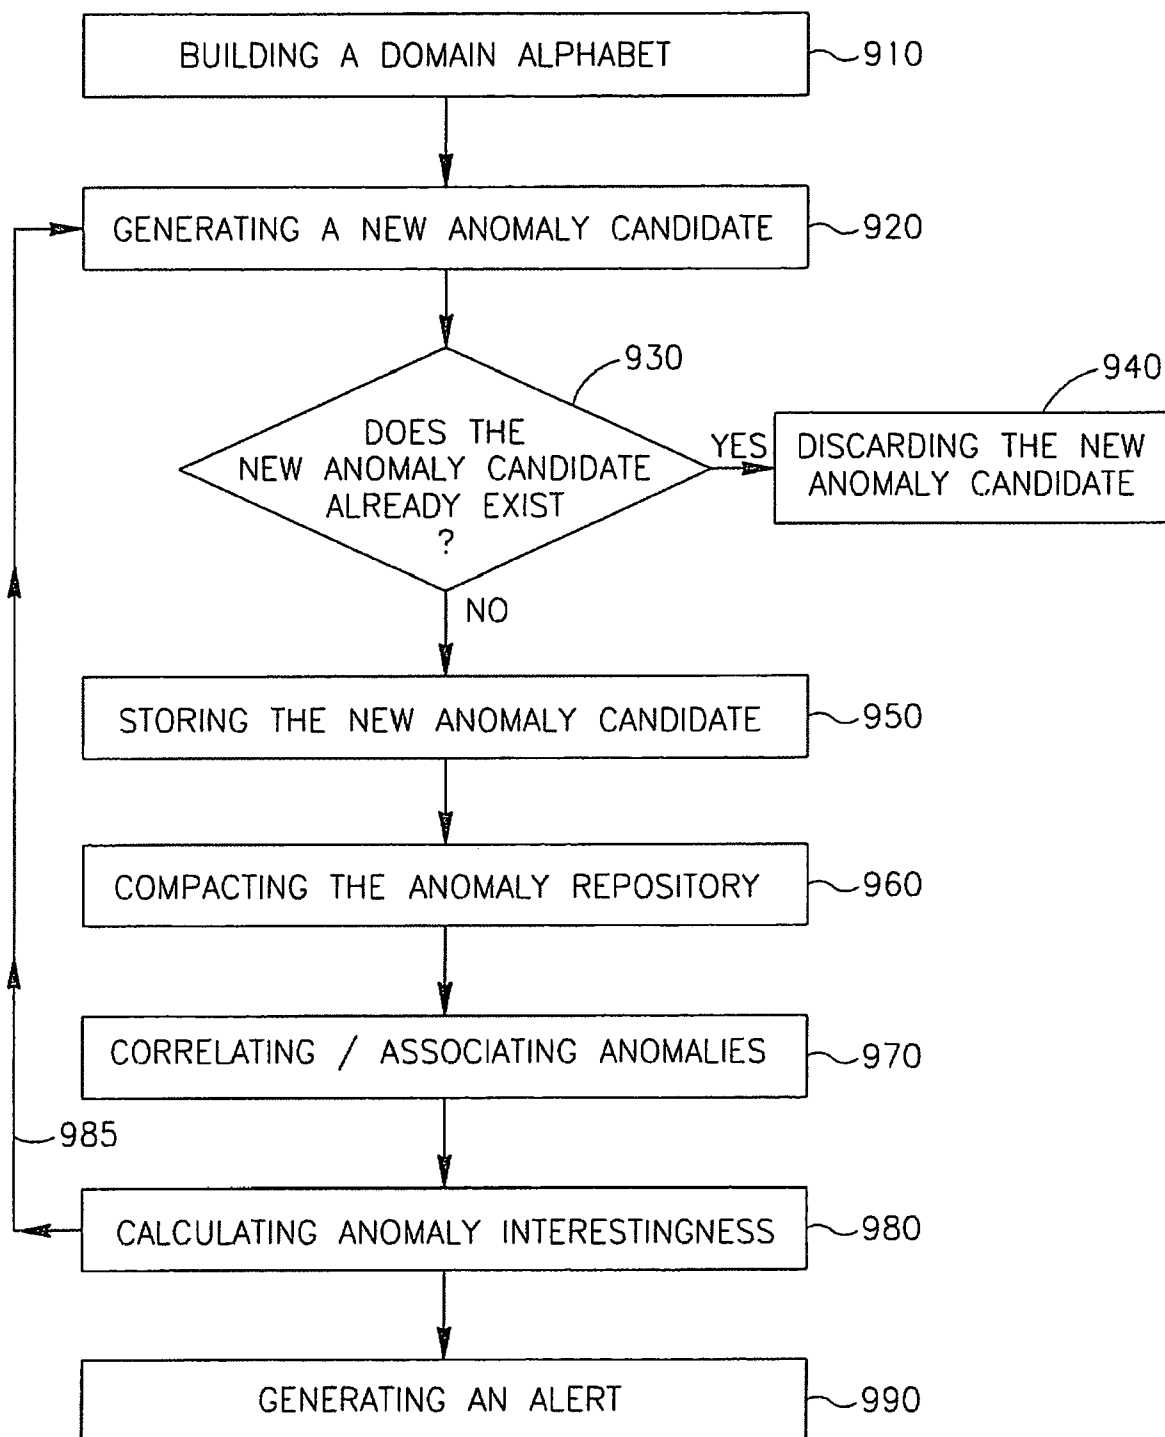 BUILDING A DOMAIN ALPHABET
910
GENERATING A NEW ANOMALY CANDIDATE
920
930
DOES THE
NEW ANOMALY CANDIDATE
ALREADY EXIST
?
YES
940
DISCARDING THE NEW
ANOMALY CANDIDATE
NO
STORING THE NEW ANOMALY CANDIDATE
950
COMPACTING THE ANOMALY REPOSITORY
960
CORRELATING / ASSOCIATING ANOMALIES
970
985
CALCULATING ANOMALY INTERESTINGNESS
980
GENERATING AN ALERT
990